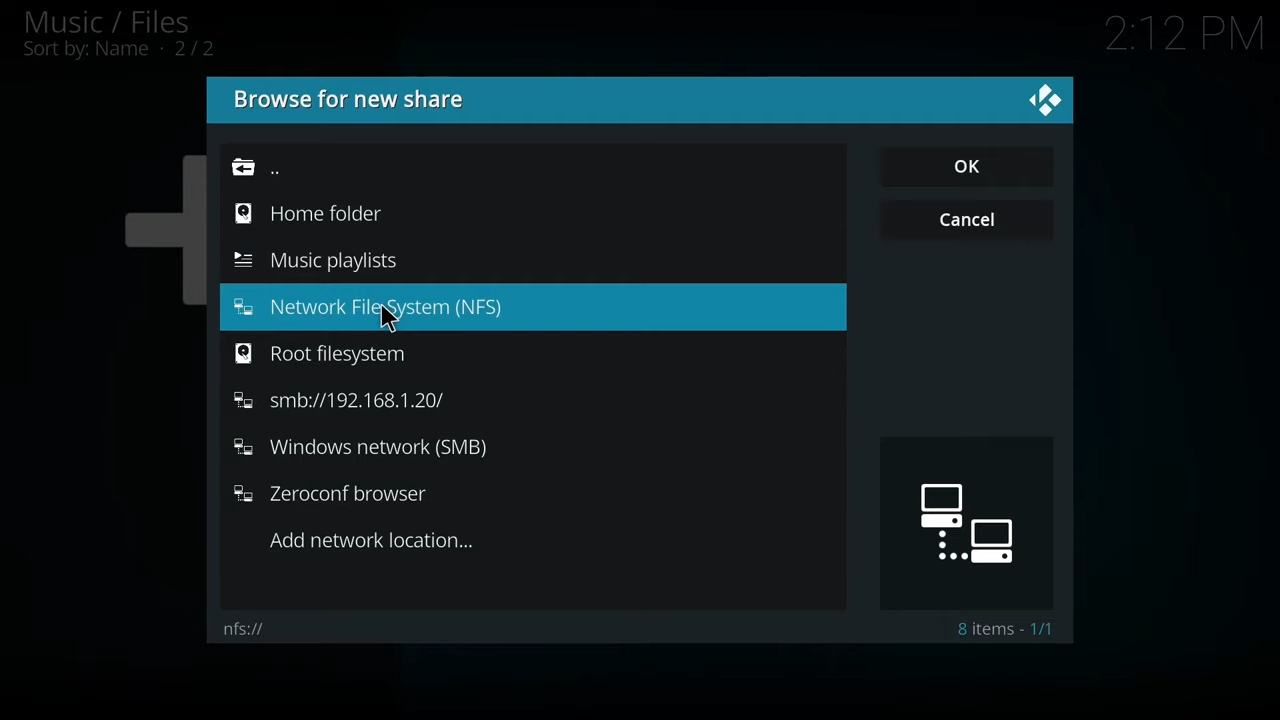 Music / Files
Sort by: Name · 2 / 2
2:12 PM
Browse for new share
..
Home folder
Music playlists
Network File System (NFS)
Root filesystem
smb://192.168.1.20/
Windows network (SMB)
Zeroconf browser
Add network location...
OK
Cancel
nfs://
8 items - 1/1